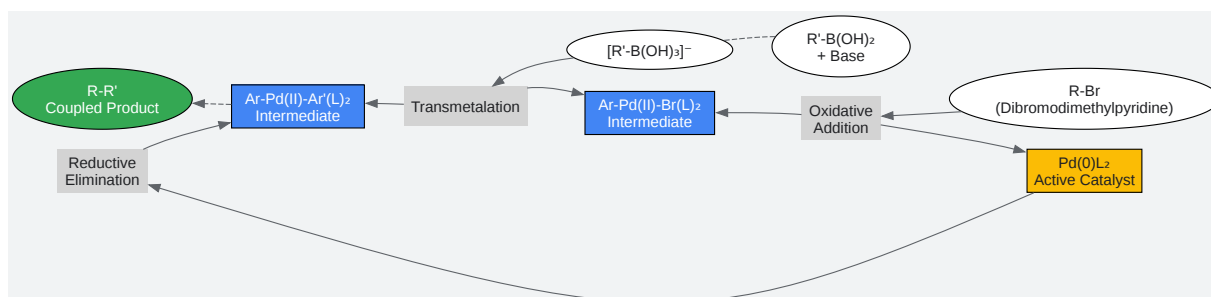 [R'-B(OH)₃]⁻
R'-B(OH)₂
+ Base
R-R'
Coupled Product
Ar-Pd(II)-Ar'(L)₂
Intermediate
Transmetalation
Ar-Pd(II)-Br(L)₂
Intermediate
Oxidative
Addition
R-Br
(Dibromodimethylpyridine)
Reductive
Elimination
Pd(0)L₂
Active Catalyst